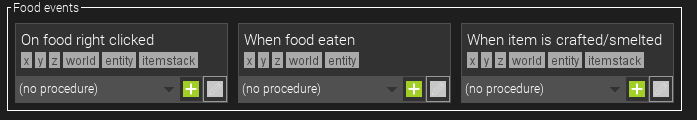 Food events
On food right clicked
x y z world entity itemstack
(no procedure)
When food eaten
x y z world entity
(no procedure)
When item is crafted/smelted
x y z world entity itemstack
(no procedure)